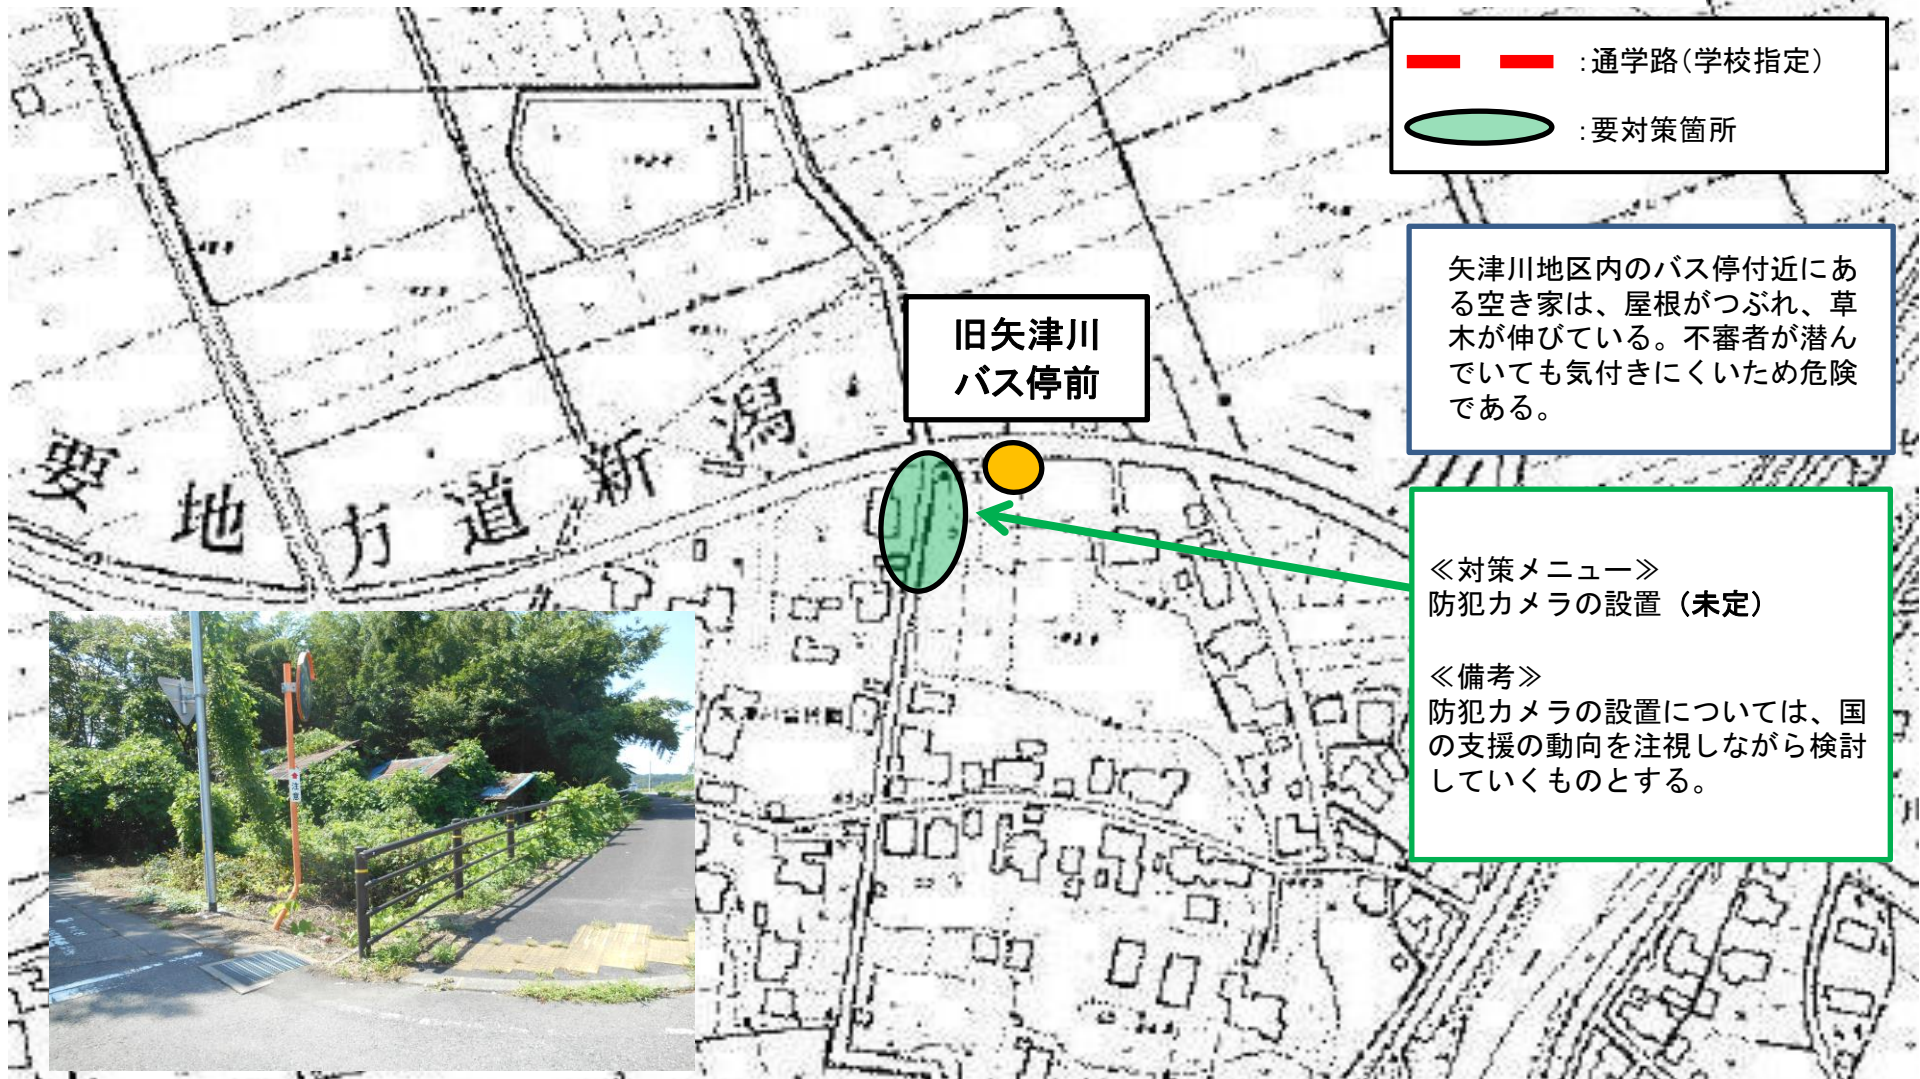 :通学路(学校指定)
:要対策箇所
矢津川地区内のバス停付近にあ
る空き家は、屋根がつぶれ、草
木が伸びている。不審者が潜ん
でいても気付きにくいため危険
である。
旧矢津川
バス停前
要地方道新潟
≪対策メニュー≫
防犯カメラの設置(未定)
≪備考≫
防犯カメラの設置については、国
の支援の動向を注視しながら検討
していくものとする。
注意